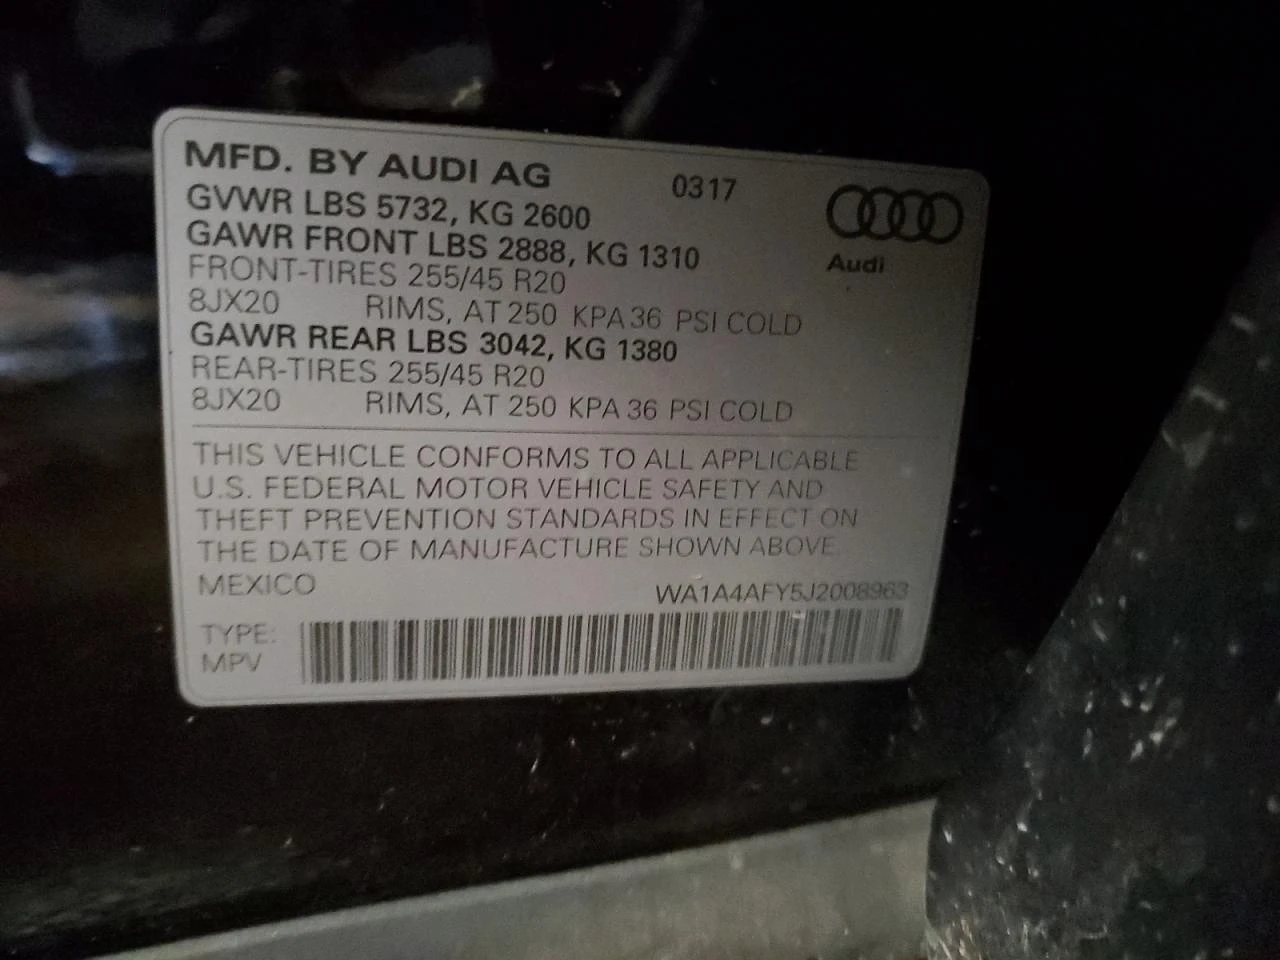 MFD. BY AUDI AG 0317
GVWR LBS 5732, KG 2600
GAWR FRONT LBS 2888, KG 1310
Audi
FRONT-TIRES 255/45 R20
8JX20 RIMS, AT 250 KPA 36 PSI COLD
GAWR REAR LBS 3042, KG 1380
REAR-TIRES 255/45 R20
8JX20 RIMS, AT 250 KPA 36 PSI COLD
THIS VEHICLE CONFORMS TO ALL APPLICABLE
U.S. FEDERAL MOTOR VEHICLE SAFETY AND
THEFT PREVENTION STANDARDS IN EFFECT ON
THE DATE OF MANUFACTURE SHOWN ABOVE.
MEXICO WA1A4AFY5J2008963
TYPE:
MPV